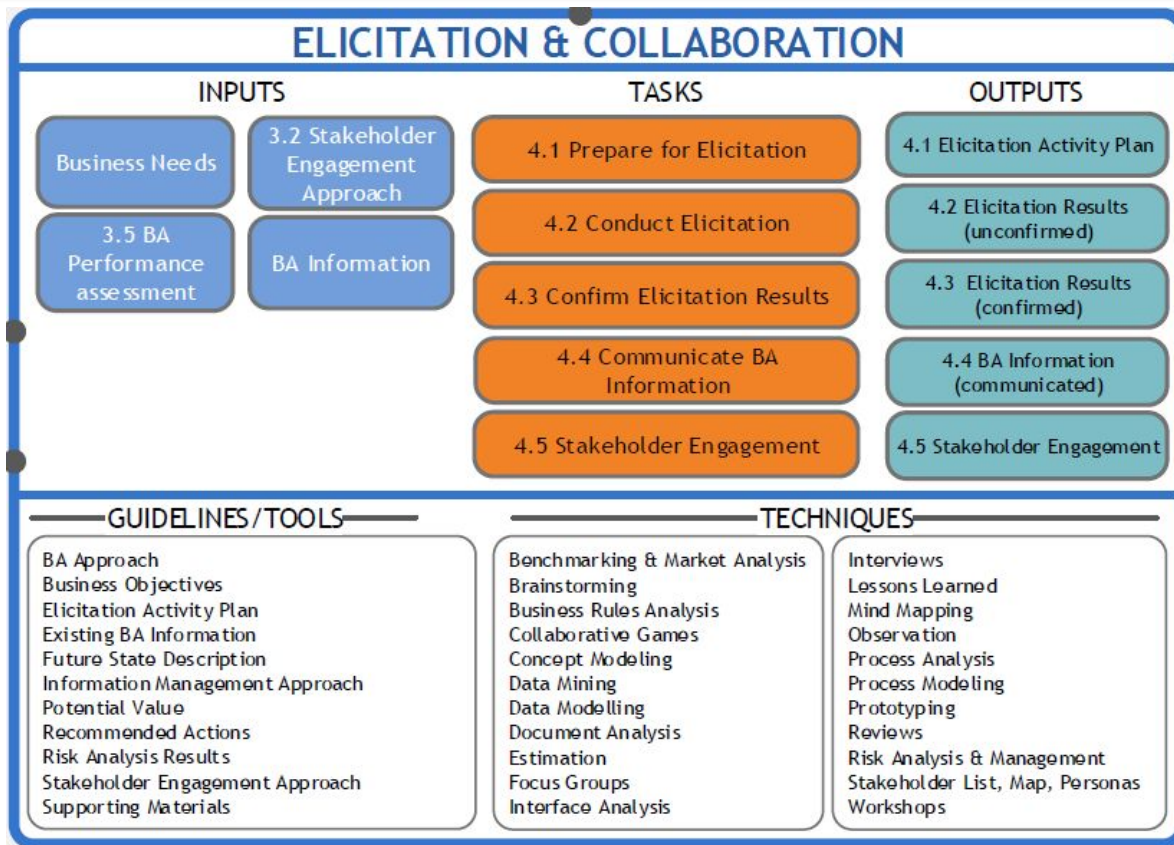 ELICITATION & COLLABORATION
INPUTS
Business Needs
3.2 Stakeholder
Engagement
Approach
3.5 BA
Performance
assessment
BA Information
TASKS
4.1 Prepare for Elicitation
4.2 Conduct Elicitation
4.3 Confirm Elicitation Results
4.4 Communicate BA
Information
4.5 Stakeholder Engagement
OUTPUTS
4.1 Elicitation Activity Plan
4.2 Elicitation Results
(unconfirmed)
4.3 Elicitation Results
(confirmed)
4.4 BA Information
(communicated)
4.5 Stakeholder Engagement
GUIDELINES/TOOLS
BA Approach
Business Objectives
Elicitation Activity Plan
Existing BA Information
Future State Description
Information Management Approach
Potential Value
Recommended Actions
Risk Analysis Results
Stakeholder Engagement Approach
Supporting Materials
TECHNIQUES
Benchmarking & Market Analysis
Brainstorming
Business Rules Analysis
Collaborative Games
Concept Modeling
Data Mining
Data Modelling
Document Analysis
Estimation
Focus Groups
Interface Analysis
Interviews
Lessons Learned
Mind Mapping
Observation
Process Analysis
Process Modeling
Prototyping
Reviews
Risk Analysis & Management
Stakeholder List, Map, Personas
Workshops